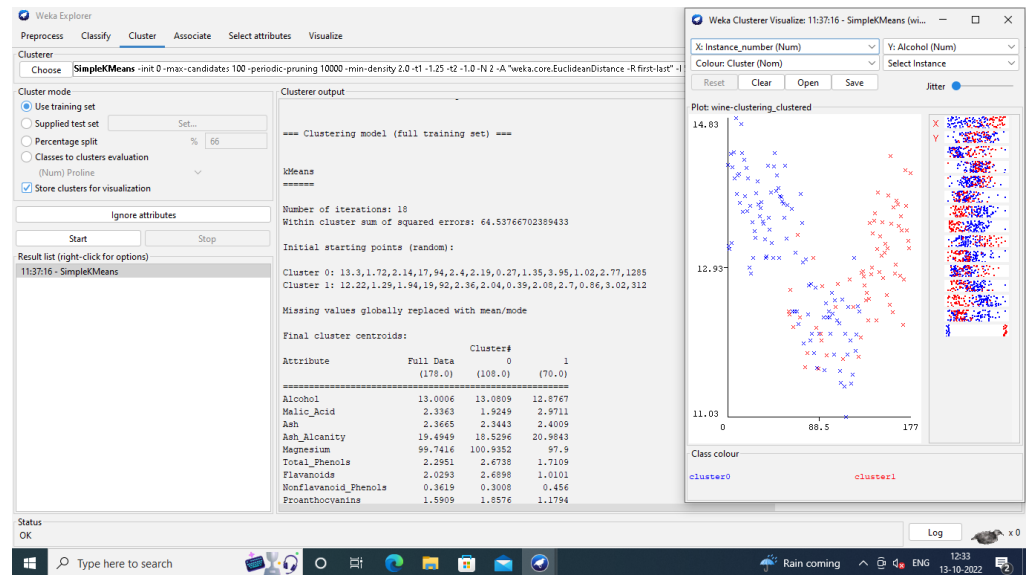 Weka Explorer
Preprocess Classify Cluster Associate Select attributes Visualize
Clusterer
Choose SimpleKMeans -init 0 -max-candidates 100 -periodic-pruning 10000 -min-density 2.0 -t1 -1.25 -t2 -1.0 -N 2 -A "weka.core.EuclideanDistance -R first-last" -I
Cluster mode
Use training set
Supplied test set Set...
Percentage split % 66
Classes to clusters evaluation
(Num) Proline
Store clusters for visualization
Ignore attributes
Start Stop
Result list (right-click for options)
11:37:16 - SimpleKMeans
Clusterer output
=== Clustering model (full training set) ===
kMeans
======
Number of iterations: 18
Within cluster sum of squared errors: 64.53766702389433
Initial starting points (random):
Cluster 0: 13.3,1.72,2.14,17,94,2.4,2.19,0.27,1.35,3.95,1.02,2.77,1285
Cluster 1: 12.22,1.29,1.94,19,92,2.36,2.04,0.39,2.08,2.7,0.86,3.02,312
Missing values globally replaced with mean/mode
Final cluster centroids:
Cluster#
Attribute Full Data 0 1
(178.0) (108.0) (70.0)
==========================================================
Alcohol 13.0006 13.0809 12.8767
Malic_Acid 2.3363 1.9249 2.9711
Ash 2.3665 2.3443 2.4009
Ash_Alcanity 19.4949 18.5296 20.9843
Magnesium 99.7416 100.9352 97.9
Total_Phenols 2.2951 2.6738 1.7109
Flavanoids 2.0293 2.6898 1.0101
Nonflavanoid_Phenols 0.3619 0.3008 0.456
Proanthocyanins 1.5909 1.8576 1.1794
Weka Clusterer Visualize: 11:37:16 - SimpleKMeans (wi...
X: Instance_number (Num) Y: Alcohol (Num)
Colour: Cluster (Nom) Select Instance
Reset Clear Open Save Jitter
Plot: wine-clustering_clustered
14.83
12.93
11.03
0 88.5 177
X
Y
Class colour
cluster0 cluster1
Status
OK
Log x 0
Type here to search
Rain coming ENG 12:33
13-10-2022 2